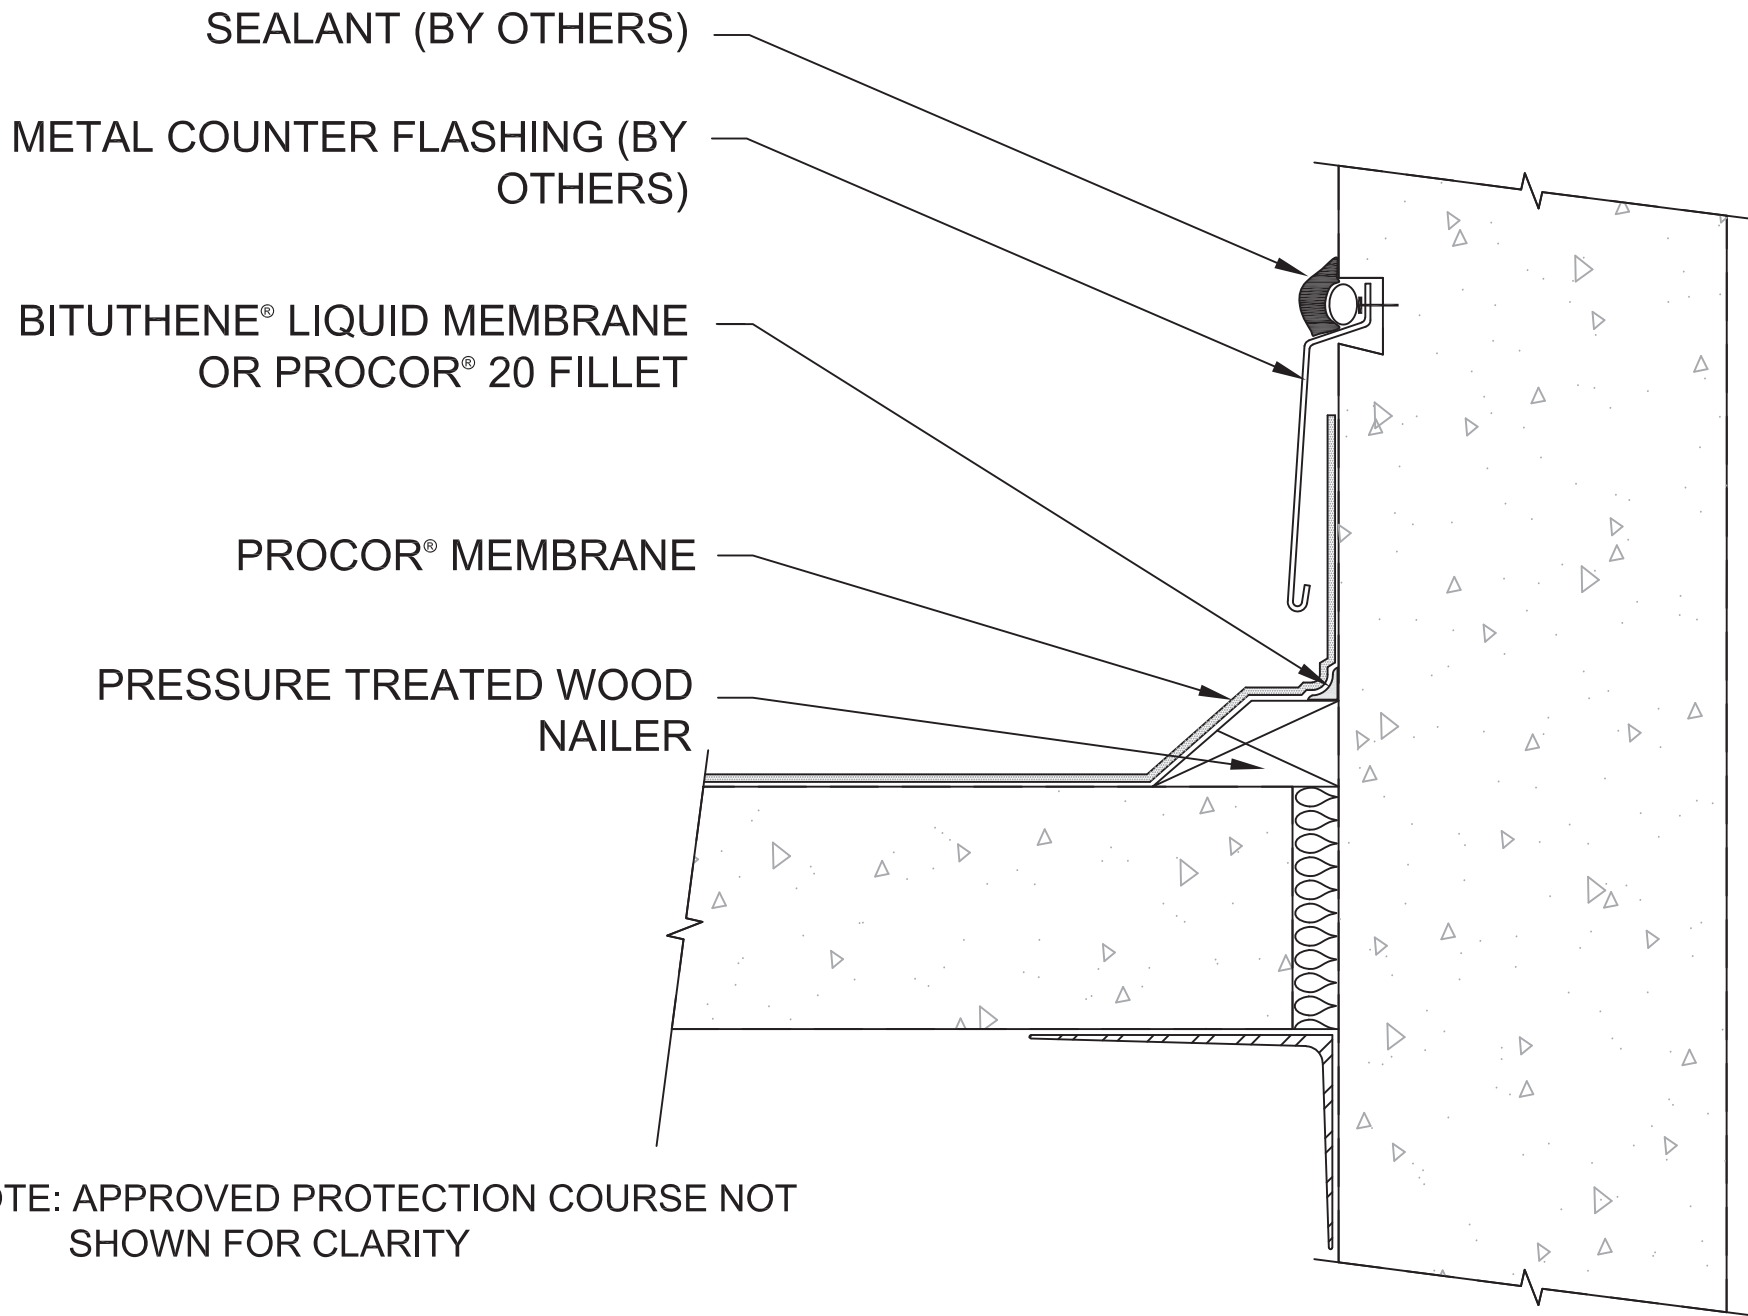 SEALANT (BY OTHERS)
METAL COUNTER FLASHING (BY
OTHERS)
BITUTHENE® LIQUID MEMBRANE
OR PROCOR® 20 FILLET
PROCOR® MEMBRANE
PRESSURE TREATED WOOD
NAILER
OTE: APPROVED PROTECTION COURSE NOT
SHOWN FOR CLARITY